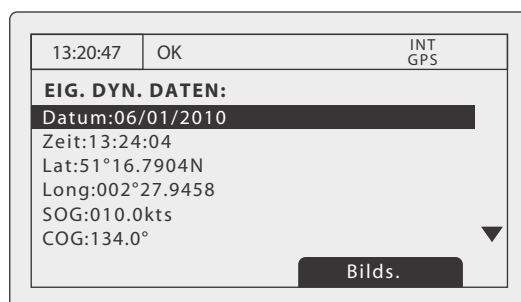 13:20:47 OK INT GPS
EIG. DYN. DATEN:
Datum:06/01/2010
Zeit:13:24:04
Lat:51°16.7904N
Long:002°27.9458
SOG:010.0kts
COG:134.0°
Bilds.